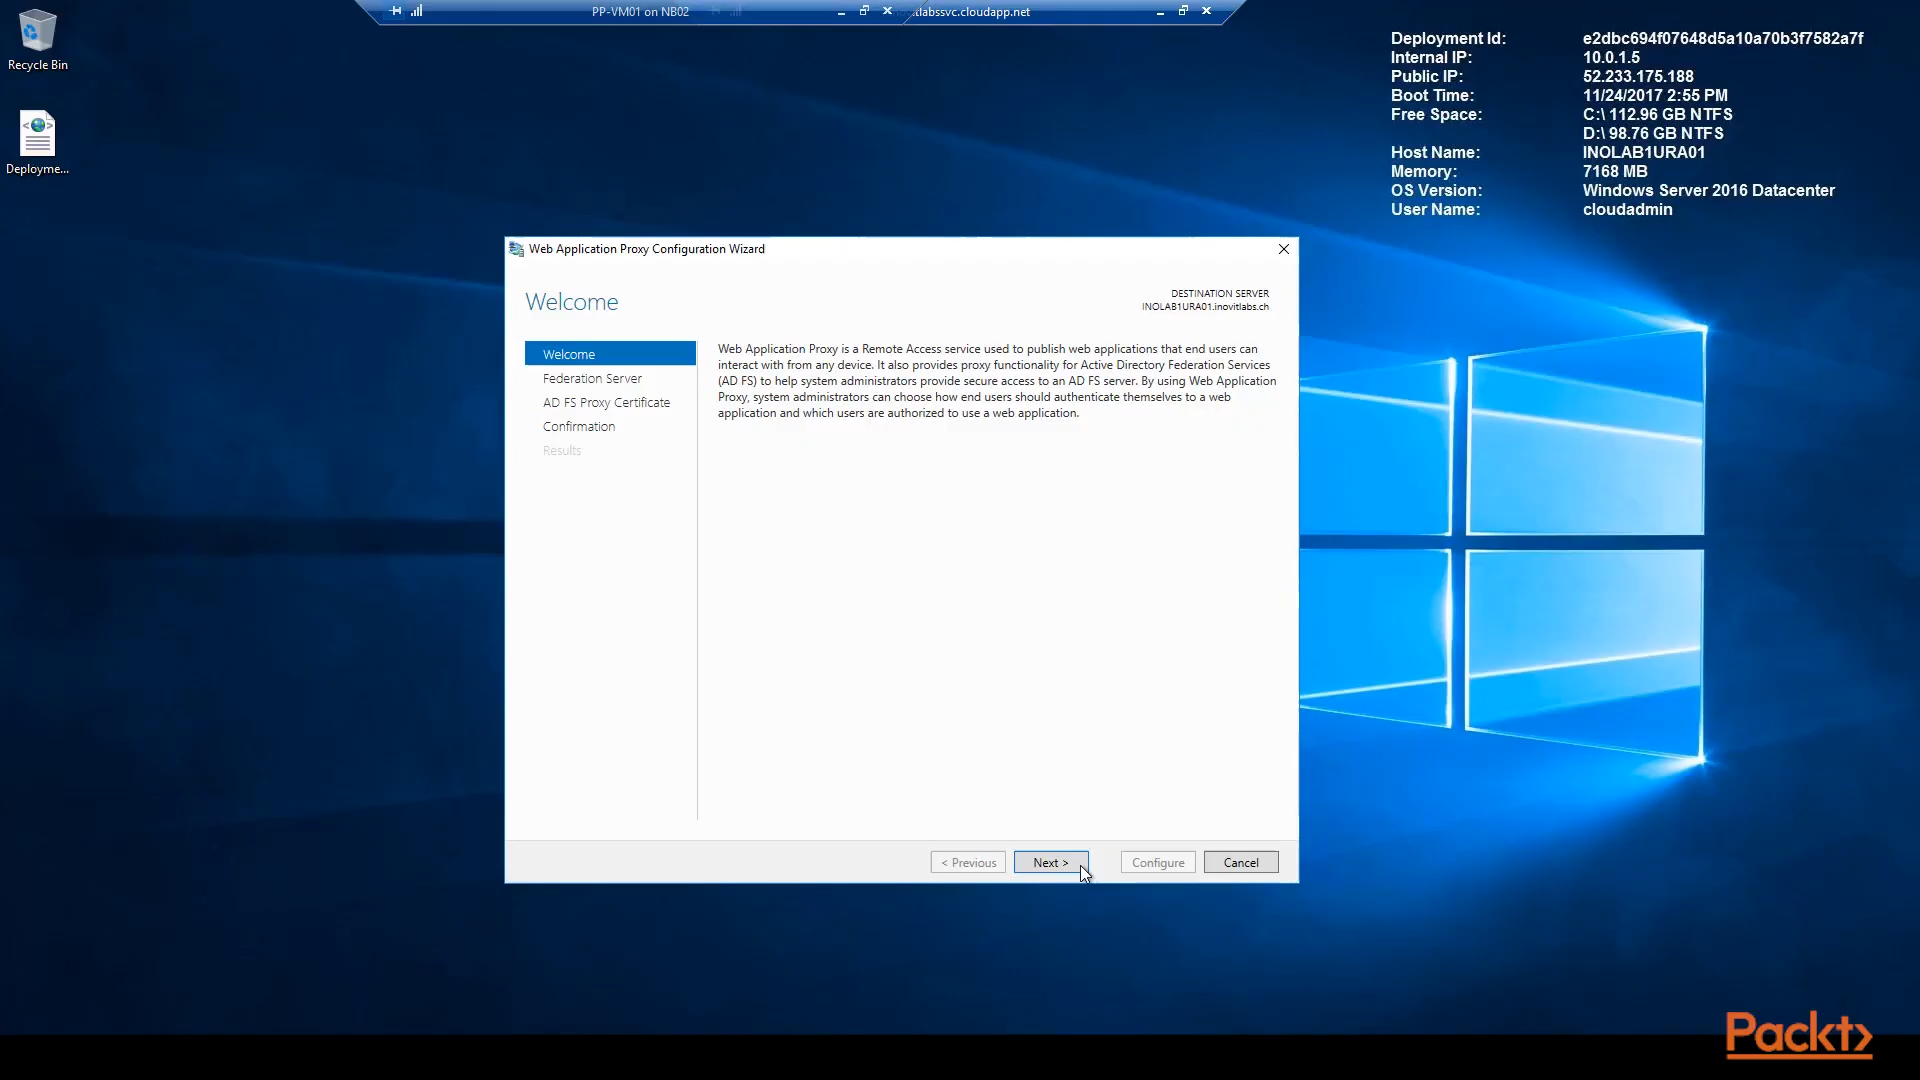 PP-VM01 on NB02
labssvc.cloudapp.net
Recycle Bin
Deployme...
Deployment Id: e2dbc694f07648d5a10a70b3f7582a7f
Internal IP: 10.0.1.5
Public IP: 52.233.175.188
Boot Time: 11/24/2017 2:55 PM
Free Space: C:\ 112.96 GB NTFS
D:\ 98.76 GB NTFS
Host Name: INOLAB1URA01
Memory: 7168 MB
OS Version: Windows Server 2016 Datacenter
User Name: cloudadmin
Web Application Proxy Configuration Wizard
Welcome
DESTINATION SERVER
INOLAB1URA01.inovitlabs.ch
Welcome
Federation Server
AD FS Proxy Certificate
Confirmation
Results
Web Application Proxy is a Remote Access service used to publish web applications that end users can
interact with from any device. It also provides proxy functionality for Active Directory Federation Services
(AD FS) to help system administrators provide secure access to an AD FS server. By using Web Application
Proxy, system administrators can choose how end users should authenticate themselves to a web
application and which users are authorized to use a web application.
< Previous
Next >
Configure
Cancel
Packt>